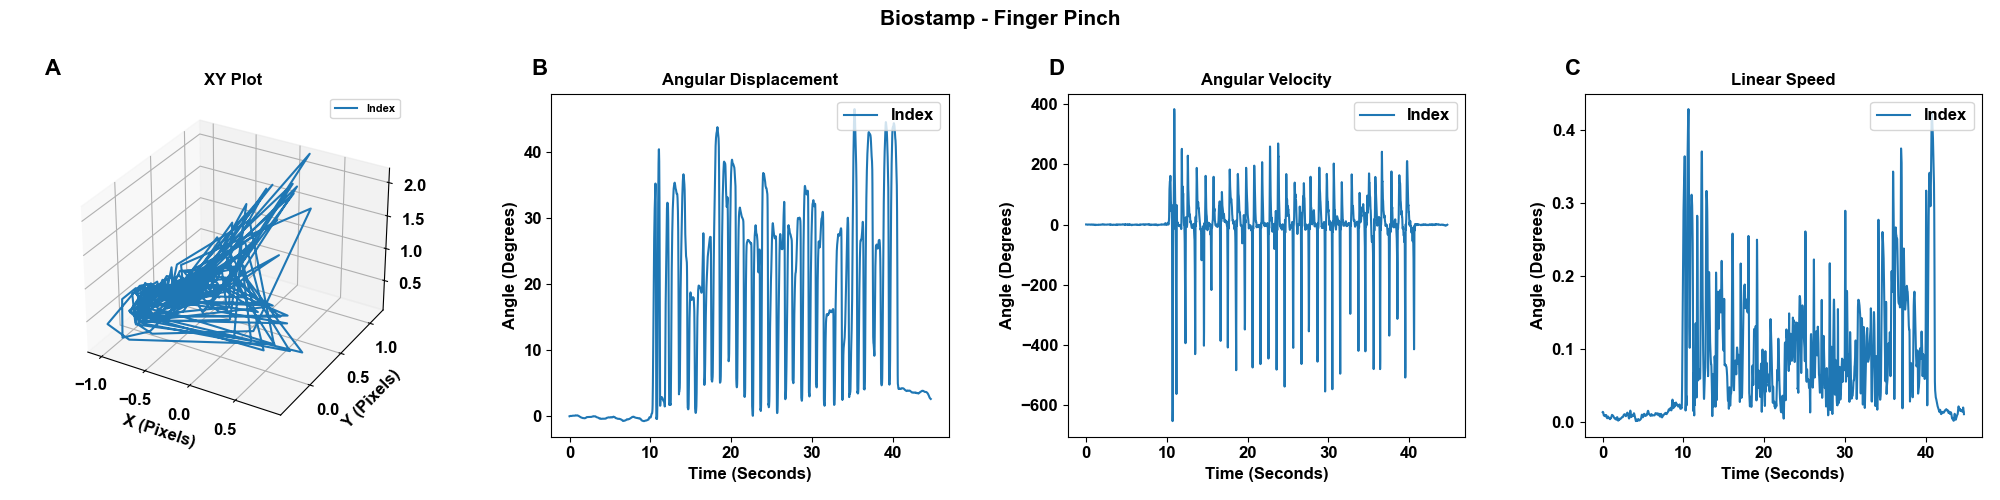 Biostamp - Finger Pinch
A
XY Plot
Index
2.0
1.5
1.0
0.5
−1.0
−0.5
0.0
0.5
X (Pixels)
0.0
0.5
1.0
Y (Pixels)
B
Angular Displacement
Index
Angle (Degrees)
40
30
20
10
0
0 10 20 30 40
Time (Seconds)
D
Angular Velocity
Index
Angle (Degrees)
400
200
0
−200
−400
−600
0 10 20 30 40
Time (Seconds)
C
Linear Speed
Index
Angle (Degrees)
0.4
0.3
0.2
0.1
0.0
0 10 20 30 40
Time (Seconds)